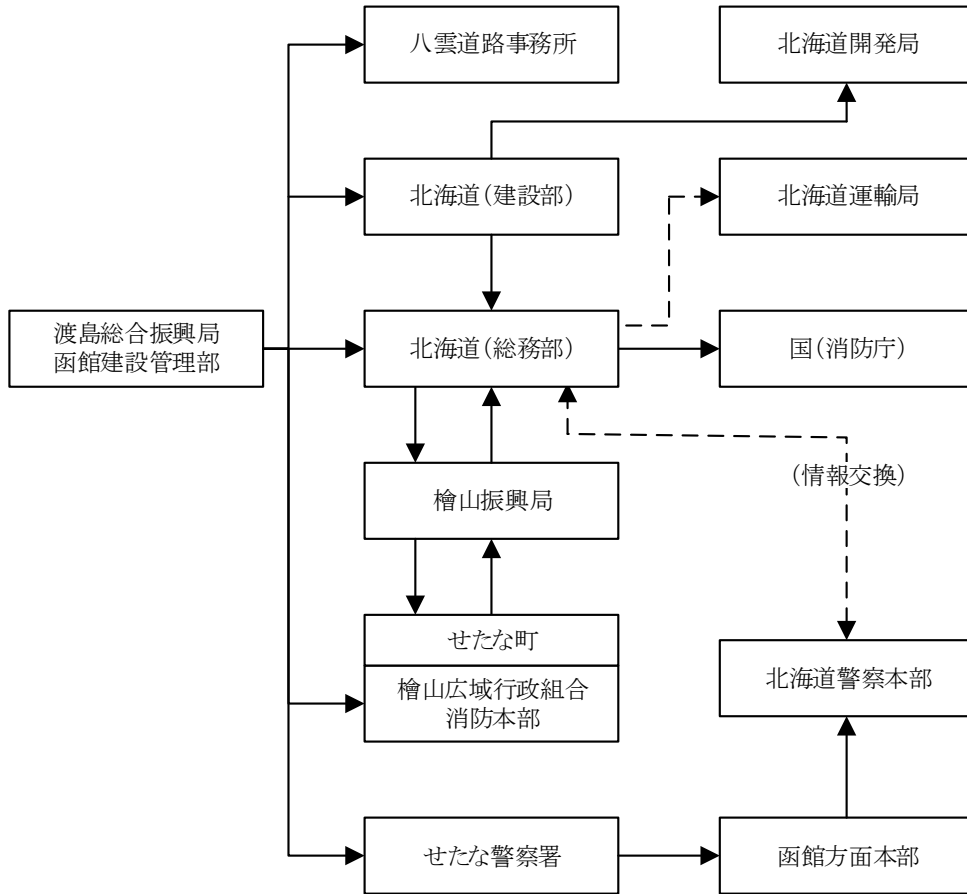 八雲道路事務所
北海道開発局
北海道(建設部)
北海道運輸局
渡島総合振興局
函館建設管理部
北海道(総務部)
国(消防庁)
(情報交換)
檜山振興局
せたな町
檜山広域行政組合
消防本部
北海道警察本部
せたな警察署
函館方面本部